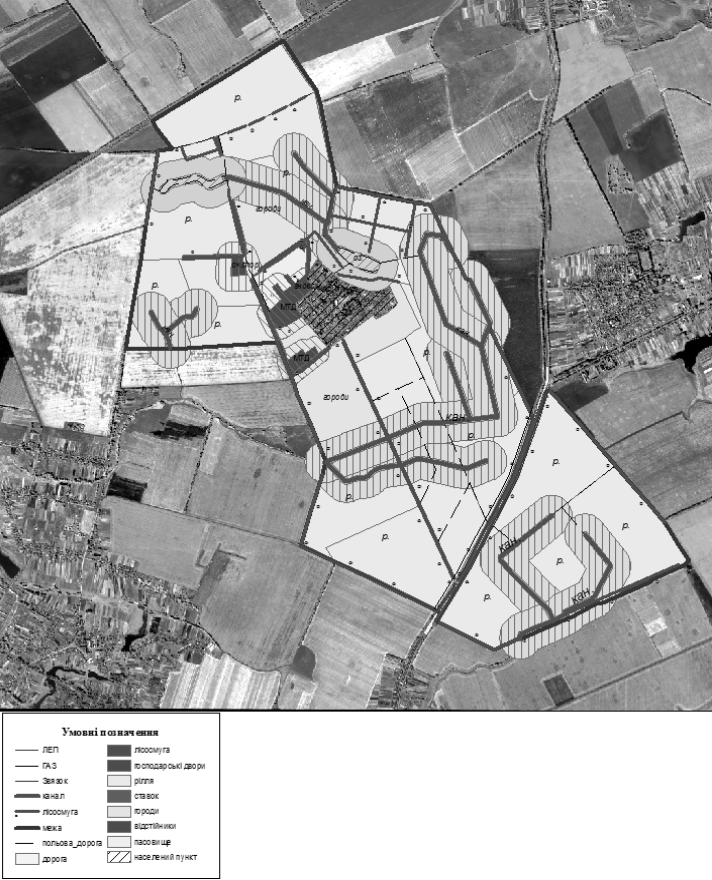 р.
р.
городи
р.
р.
р.
МТД
МТД
р.
городи
кан
р.
р.
р.
р.
р.
кан
р.
р.
кан
Умовні позначення
ЛЕП
ГАЗ
Звязок
канал
лісосмуга
межа
польова_дорога
дорога
лісосмуга
господарські двори
рілля
ставок
городи
відстійники
пасовище
населений пункт